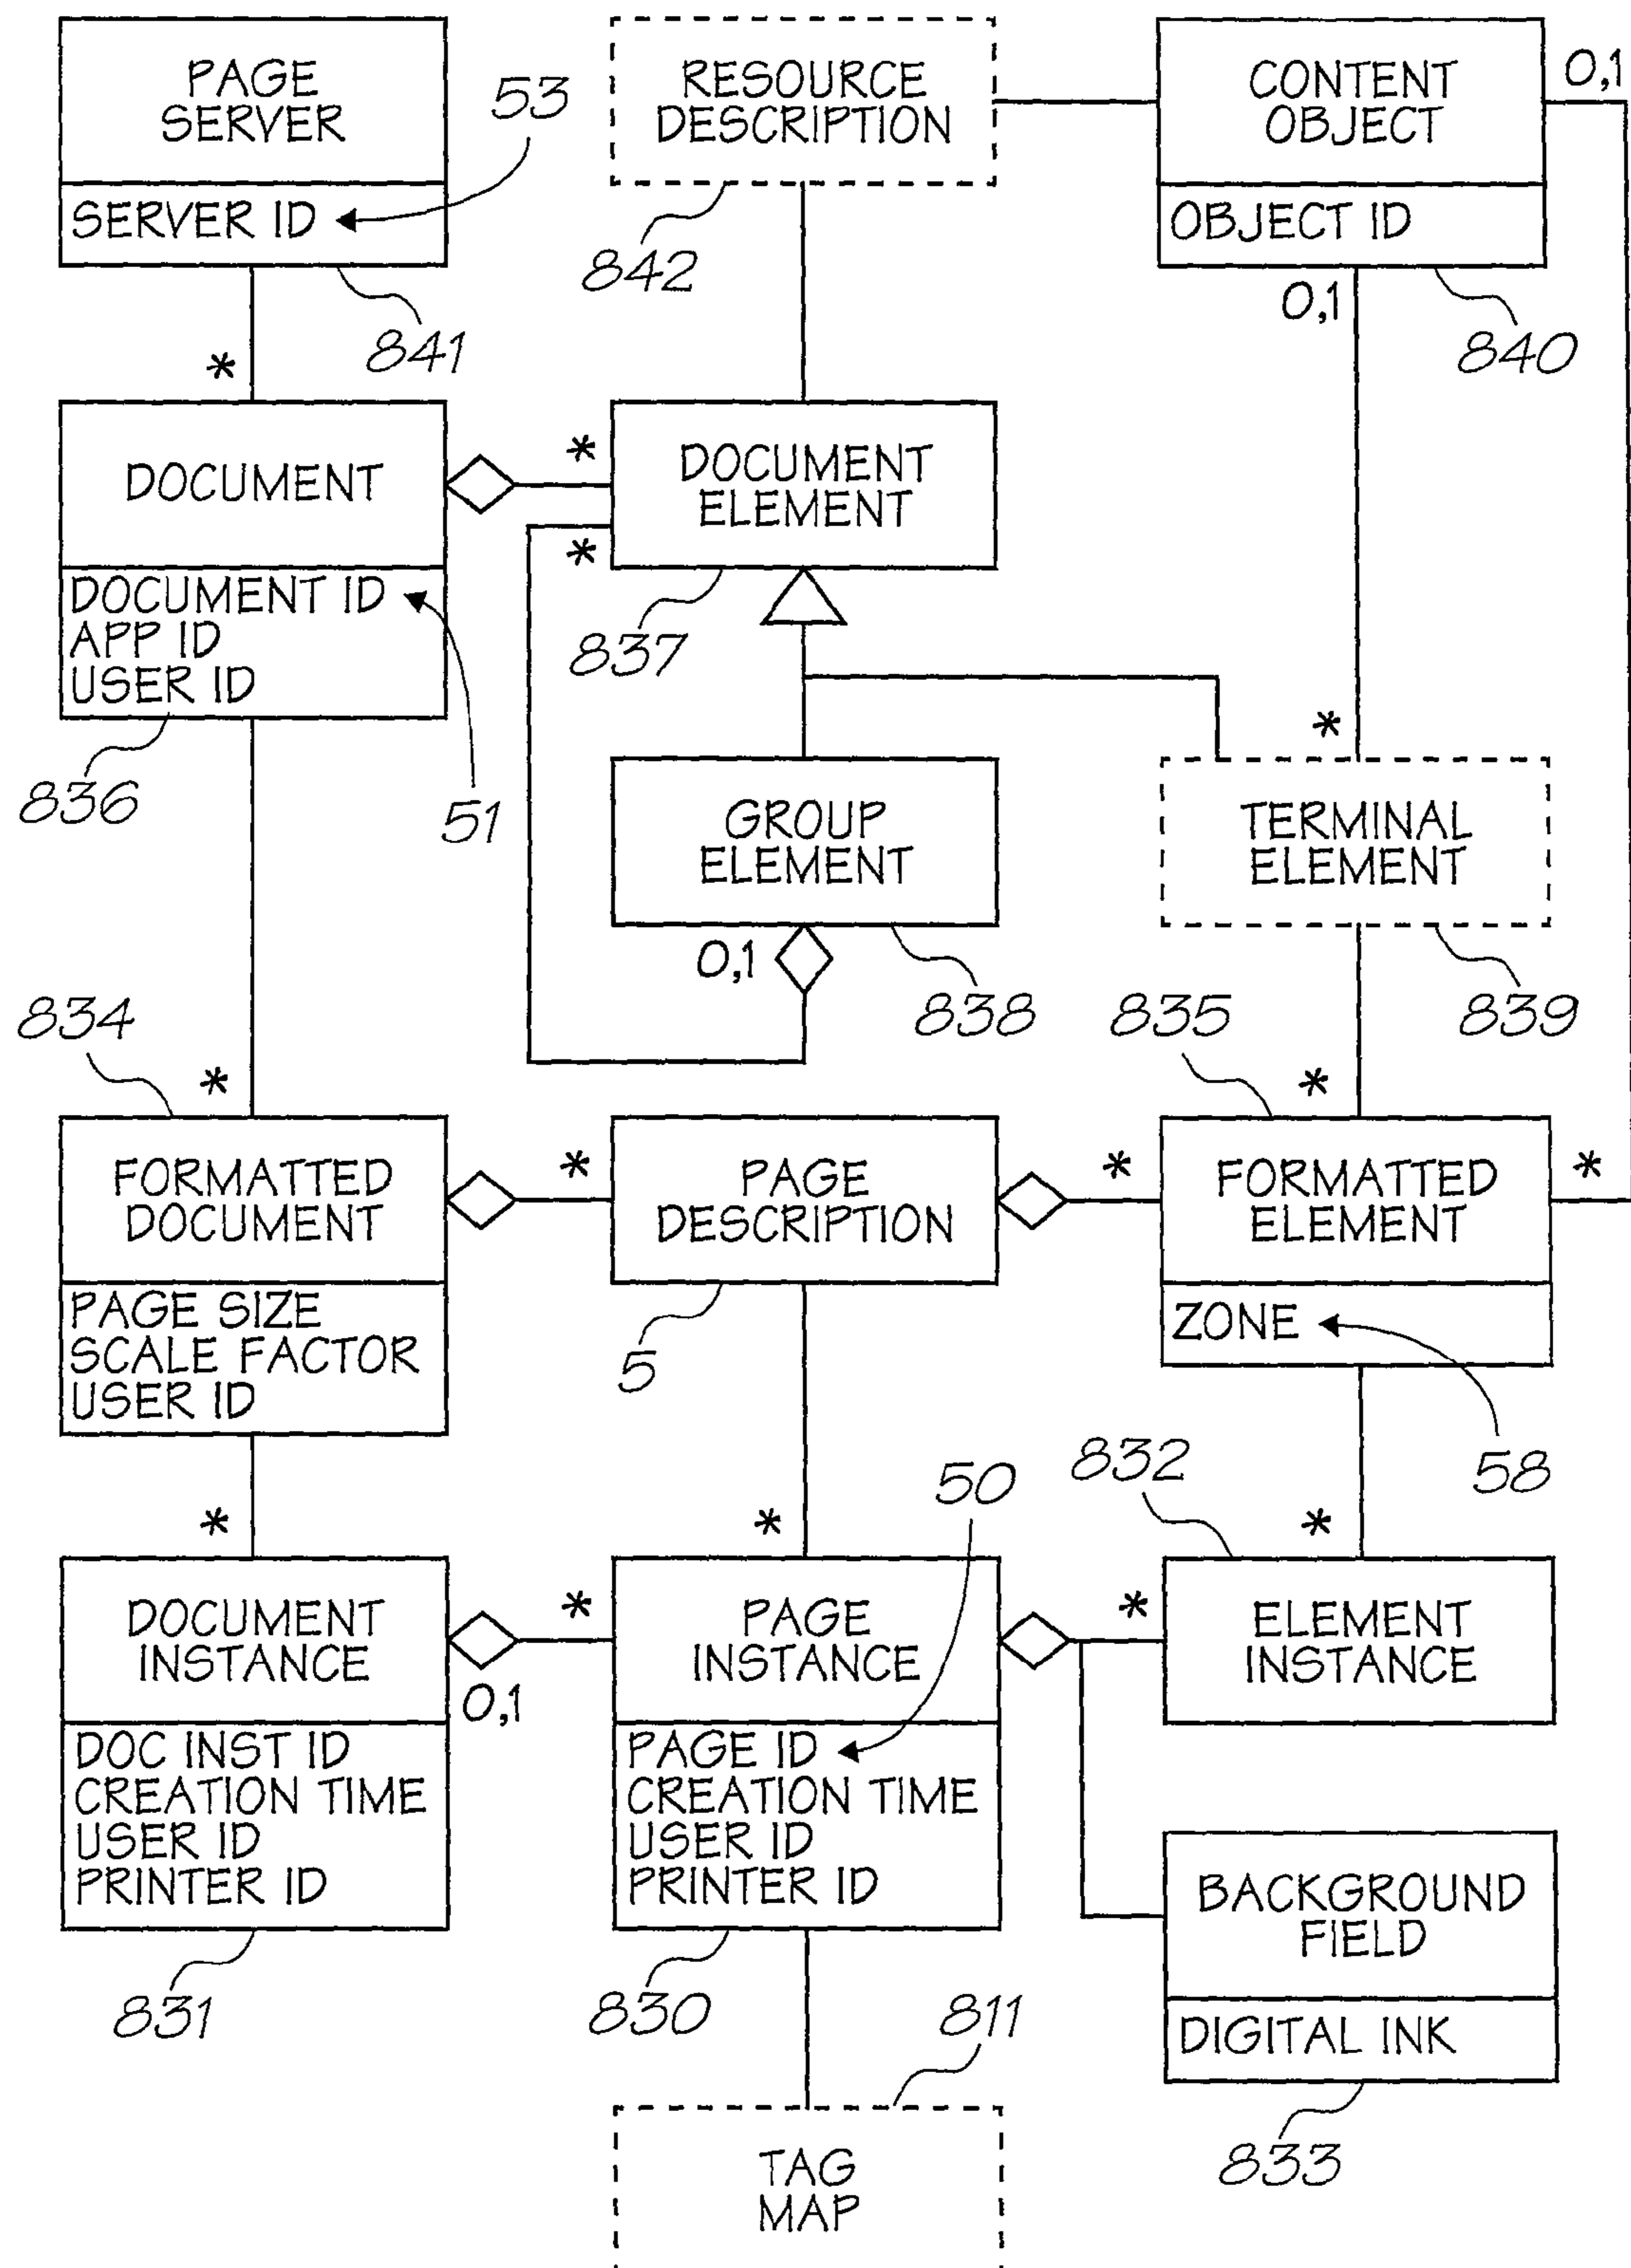 PAGE
SERVER
SERVER ID
53
841
RESOURCE
DESCRIPTION
842
CONTENT
OBJECT
OBJECT ID
0,1
0,1
840
*
DOCUMENT
DOCUMENT ID
APP ID
USER ID
836
51
*
*
DOCUMENT
ELEMENT
837
GROUP
ELEMENT
0,1
838
*
TERMINAL
ELEMENT
839
834
*
FORMATTED
DOCUMENT
PAGE SIZE
SCALE FACTOR
USER ID
*
PAGE
DESCRIPTION
5
835
*
*
FORMATTED
ELEMENT
*
ZONE
58
*
DOCUMENT
INSTANCE
0,1
DOC INST ID
CREATION TIME
USER ID
PRINTER ID
831
*
*
50
PAGE
INSTANCE
PAGE ID
CREATION TIME
USER ID
PRINTER ID
830
832
*
*
ELEMENT
INSTANCE
BACKGROUND
FIELD
DIGITAL INK
833
811
TAG
MAP